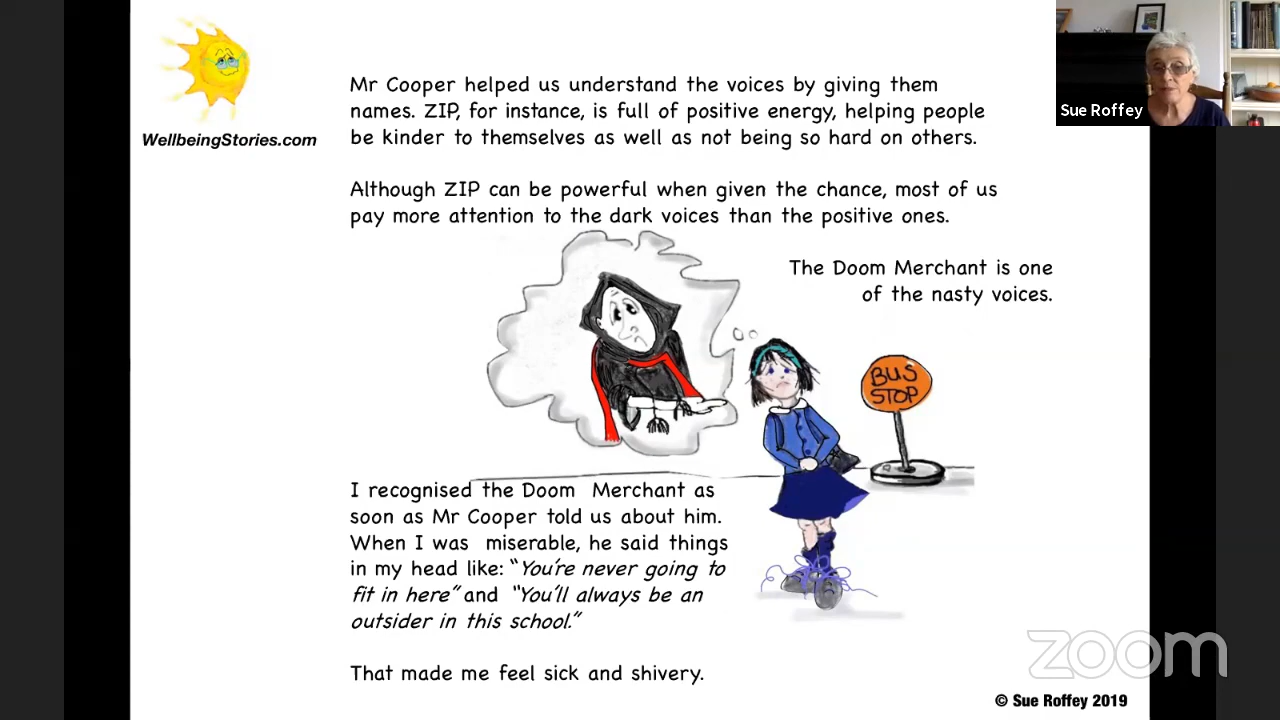 WellbeingStories.com
Sue Roffey
Mr Cooper helped us understand the voices by giving them
names. ZIP, for instance, is full of positive energy, helping people
be kinder to themselves as well as not being so hard on others.
Although ZIP can be powerful when given the chance, most of us
pay more attention to the dark voices than the positive ones.
The Doom Merchant is one
of the nasty voices.
BUS
STOP
I recognised the Doom Merchant as
soon as Mr Cooper told us about him.
When I was miserable, he said things
in my head like: "You're never going to
fit in here" and "You'll always be an
outsider in this school."
That made me feel sick and shivery.
zoom
© Sue Roffey 2019